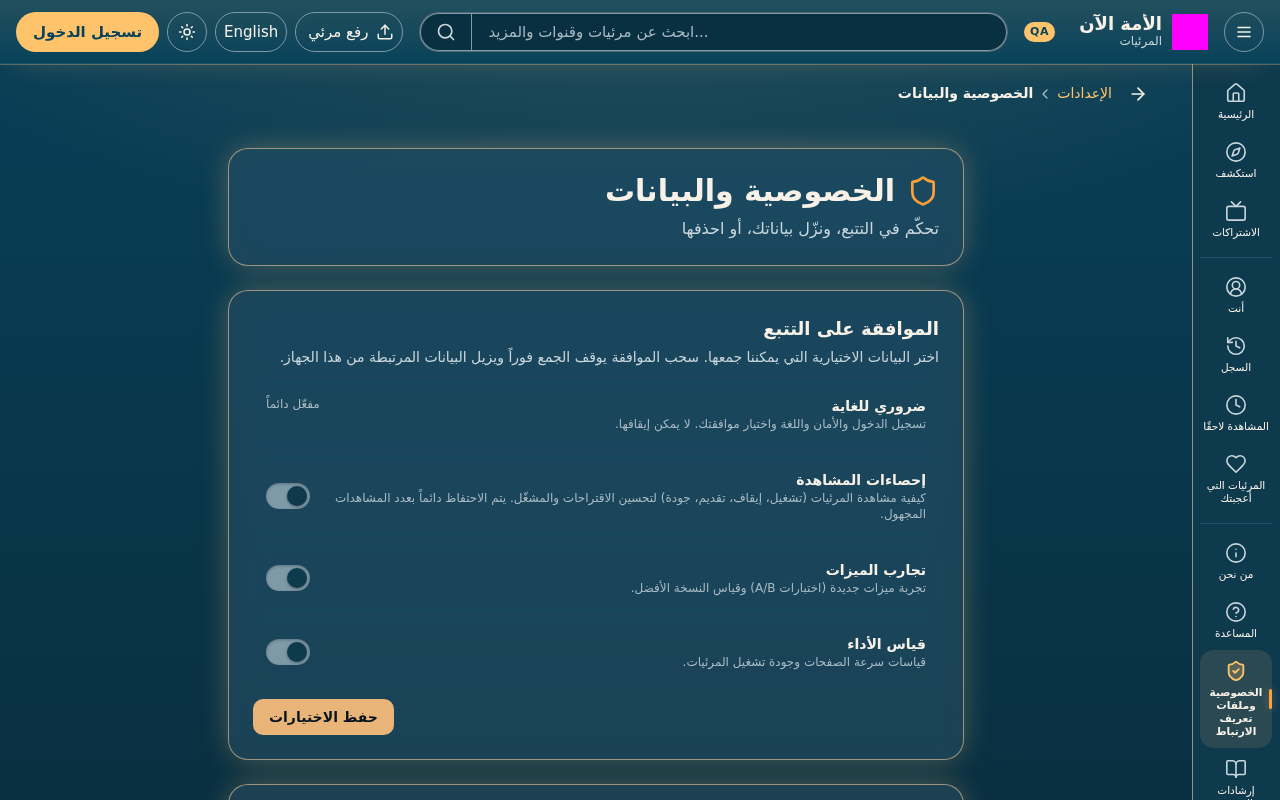 الأمة الآن
المرئيات
QA
ابحث عن مرئيات وقنوات والمزيد...
رفع مرئي
English
تسجيل الدخول
الإعدادات
الخصوصية والبيانات
الخصوصية والبيانات
تحكّم في التتبع، ونزّل بياناتك، أو احذفها
الموافقة على التتبع
اختر البيانات الاختيارية التي يمكننا جمعها. سحب الموافقة يوقف الجمع فوراً ويزيل البيانات المرتبطة من هذا الجهاز.
ضروري للغاية
مفعّل دائماً
تسجيل الدخول والأمان واللغة واختيار موافقتك. لا يمكن إيقافها.
إحصاءات المشاهدة
كيفية مشاهدة المرئيات (تشغيل، إيقاف، تقديم، جودة) لتحسين الاقتراحات والمشغّل. يتم الاحتفاظ دائماً بعدد المشاهدات
المجهول.
تجارب الميزات
تجربة ميزات جديدة (اختبارات A/B) وقياس النسخة الأفضل.
قياس الأداء
قياسات سرعة الصفحات وجودة تشغيل المرئيات.
حفظ الاختيارات
الرئيسية
استكشف
الاشتراكات
أنت
السجل
المشاهدة لاحقًا
المرئيات التي
أعجبتك
من نحن
المساعدة
الخصوصية
وملفات
تعريف
الارتباط
إرشادات